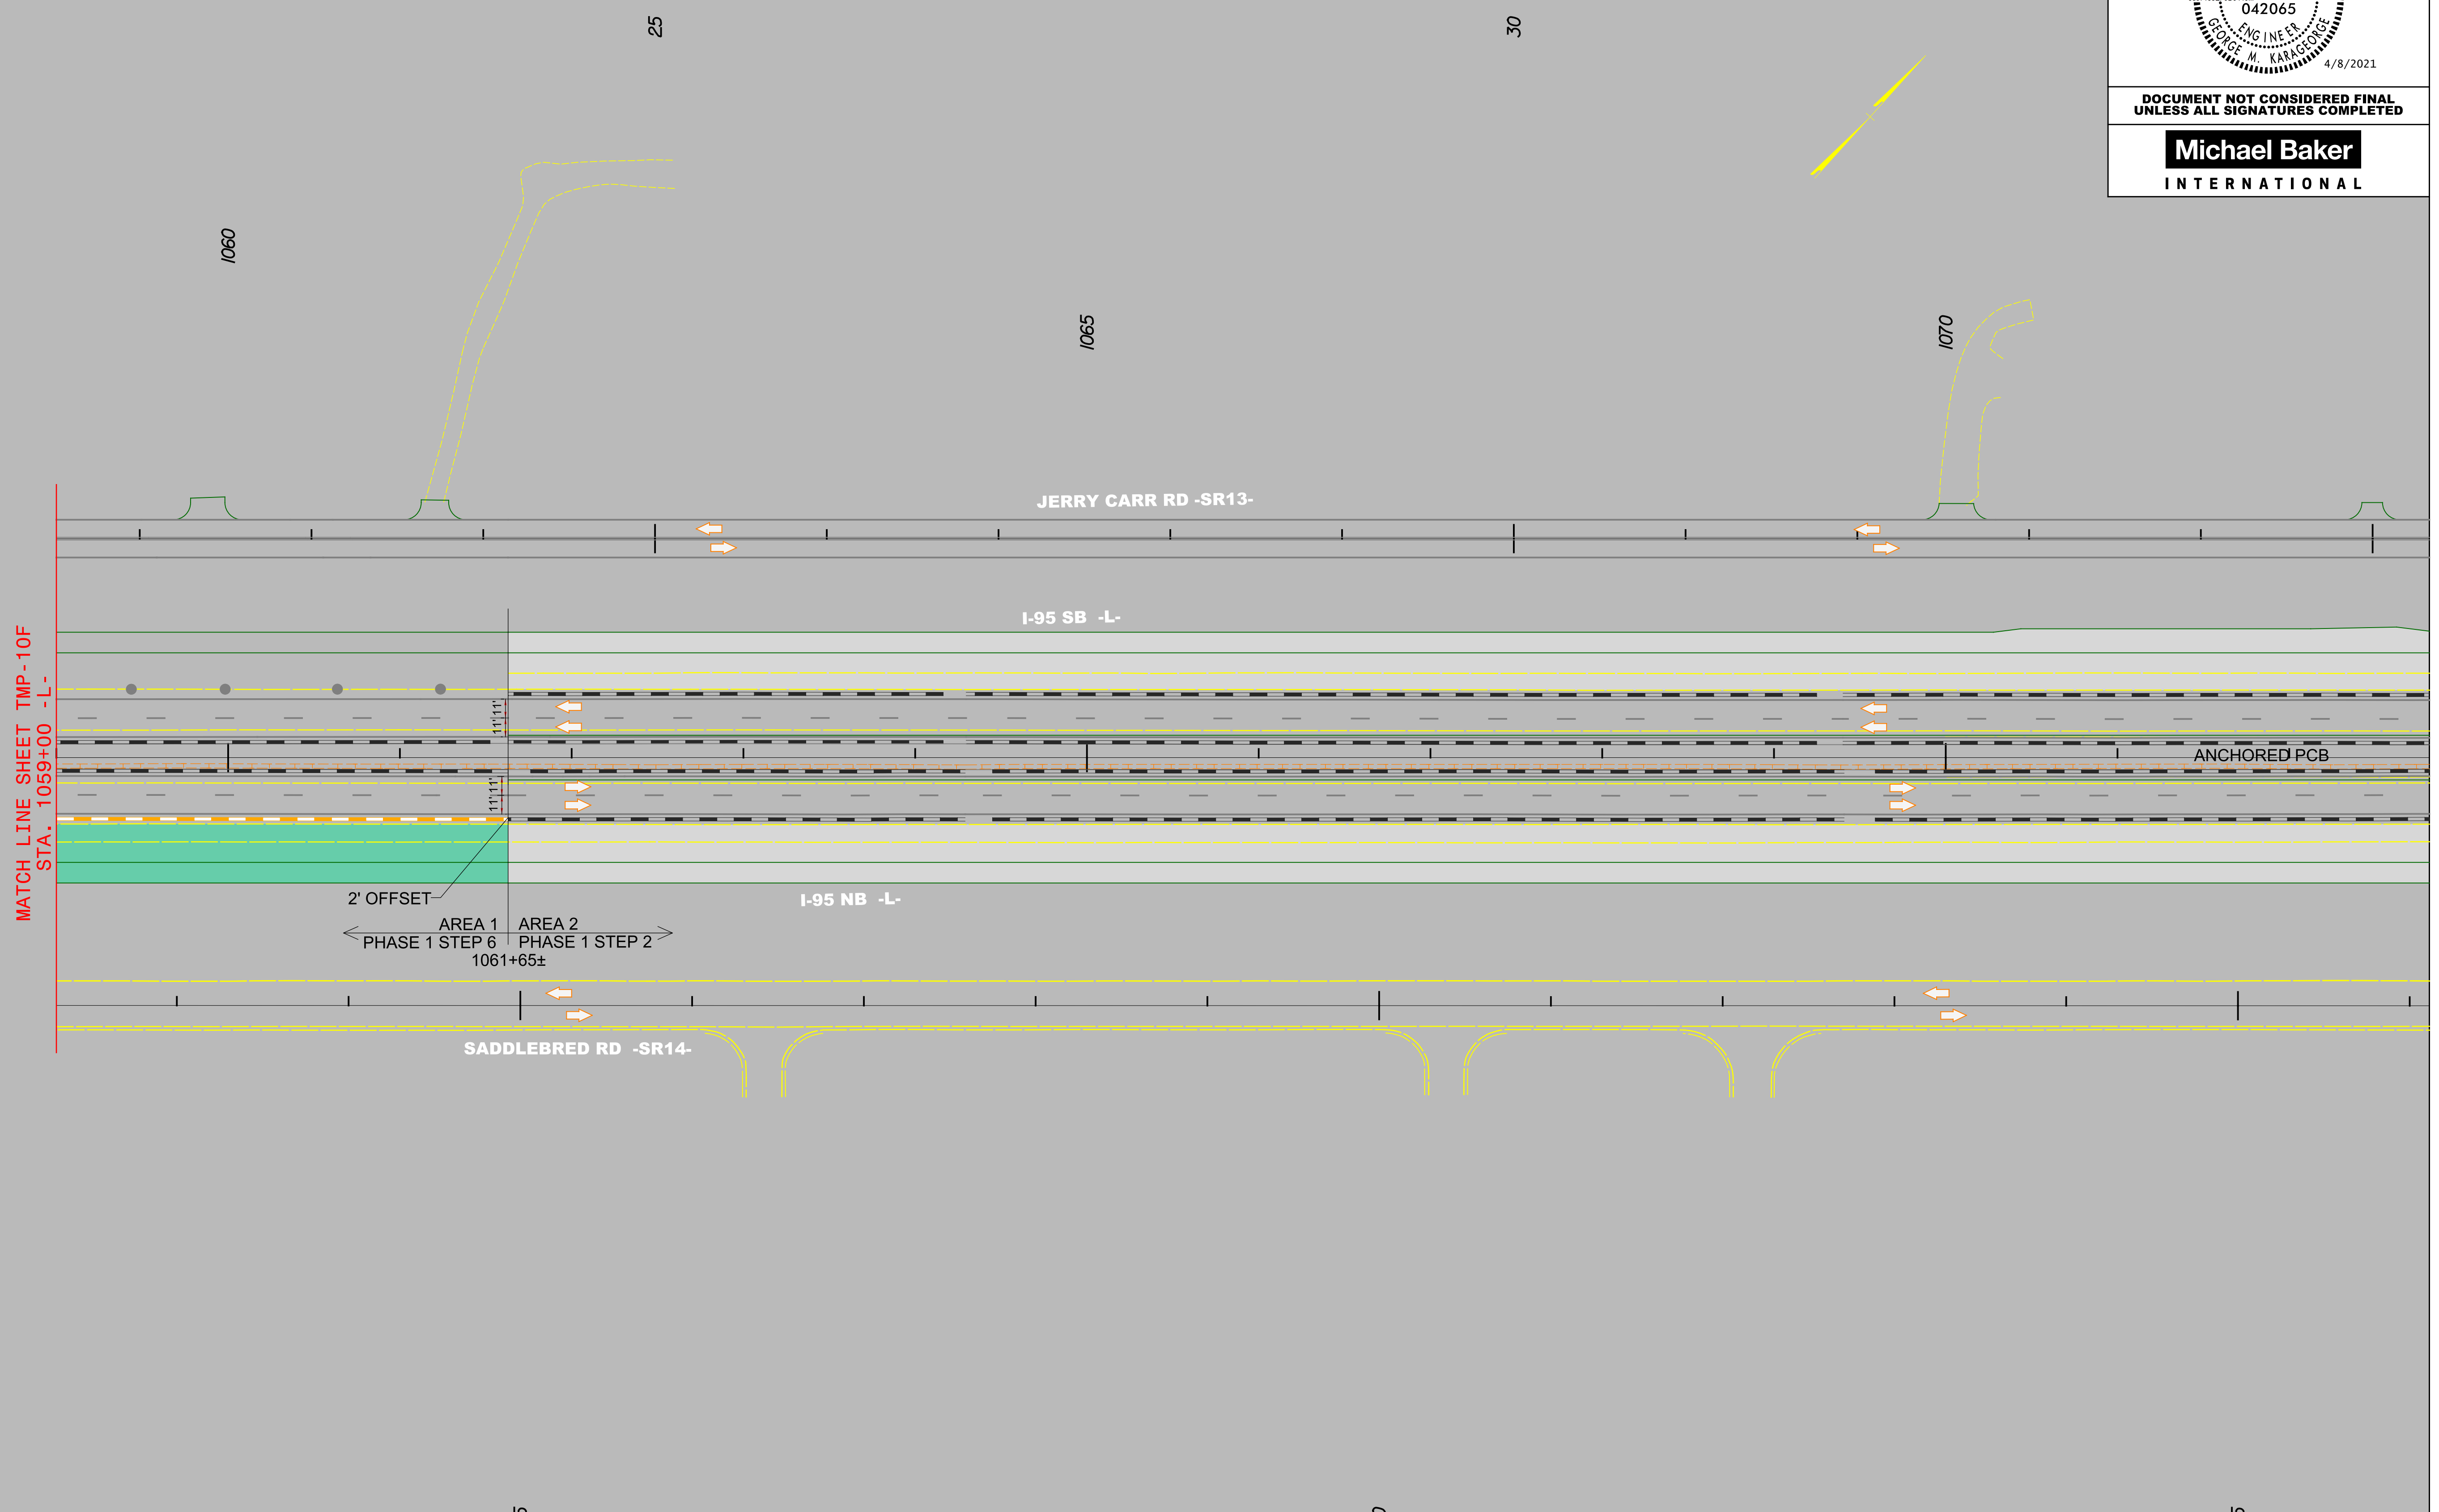 25
30
042065
ENGINEER
GEORGE M. KARAGEORGE
4/8/2021
DOCUMENT NOT CONSIDERED FINAL
UNLESS ALL SIGNATURES COMPLETED
Michael Baker
INTERNATIONAL
1060
1065
1070
JERRY CARR RD -SR13-
I-95 SB -L-
MATCH LINE SHEET TMP-10F
STA. 1059+00 -L-
11' 11'
ANCHORED PCB
11' 11'
2' OFFSET
I-95 NB -L-
AREA 1
AREA 2
PHASE 1 STEP 6
PHASE 1 STEP 2
1061+65±
SADDLEBRED RD -SR14-